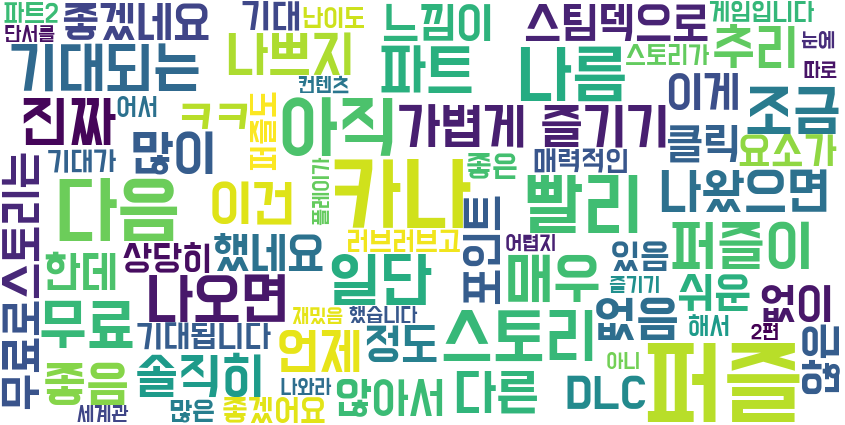 파트2
좋겠네요
기대
난이도
느낌이
스팀덱으로
게임입니다
단서를
나쁘지
파트
나름
스토리가
추리
눈에
기대되는
컨텐츠
이게
따로
진짜
어서
ㅋㅋ
퍼즐도
아직
가볍게
즐기기
클릭
조금
많이
기대가
좋은
매력적인
요소가
다음
이건
플레이가
카나
빨리
나왔으면
무료로
스토리는
한데
상당히
했네요
러브러브고
포인트
어렵지
있음
퍼즐이
나오면
일단
매우
즐기기
쉬운
없이
무료
기대됩니다
재밌음
했습니다
정도
스토리
없음
해서
2편
좋음
솔직히
언제
아니
퍼즐
세계관
많은
좋겠어요
나와라
않아서
다른
DLC